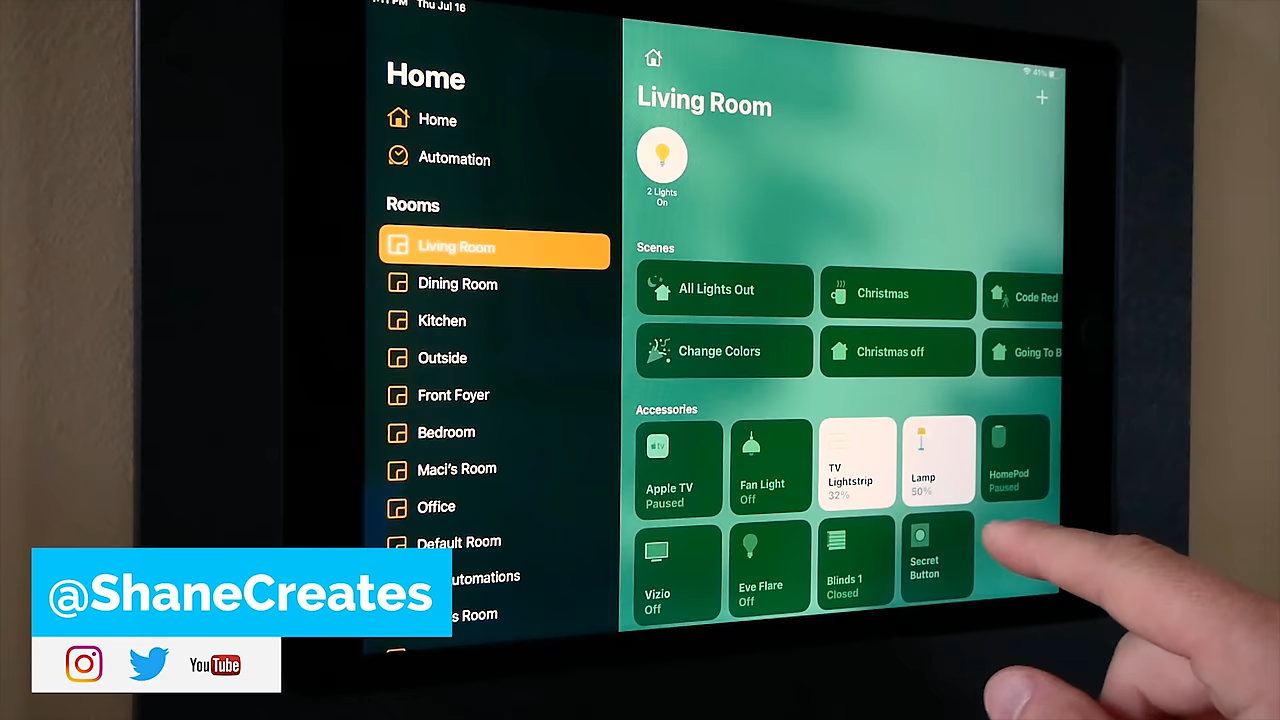 PM Thu Jul 16
Home
Home
Automation
Rooms
Living Room
Dining Room
Kitchen
Outside
Front Foyer
Bedroom
Maci's Room
Office
Default Room
utomations
s Room
41%
Living Room
2 Lights
On
Scenes
All Lights Out
Christmas
Code Red
Change Colors
Christmas off
Going To B
Accessories
Apple TV
Paused
Fan Light
Off
TV
Lightstrip
32%
Lamp
50%
HomePod
Paused
Vizio
Off
Eve Flare
Off
Blinds 1
Closed
Secret
Button
tv
@ShaneCreates
YouTube